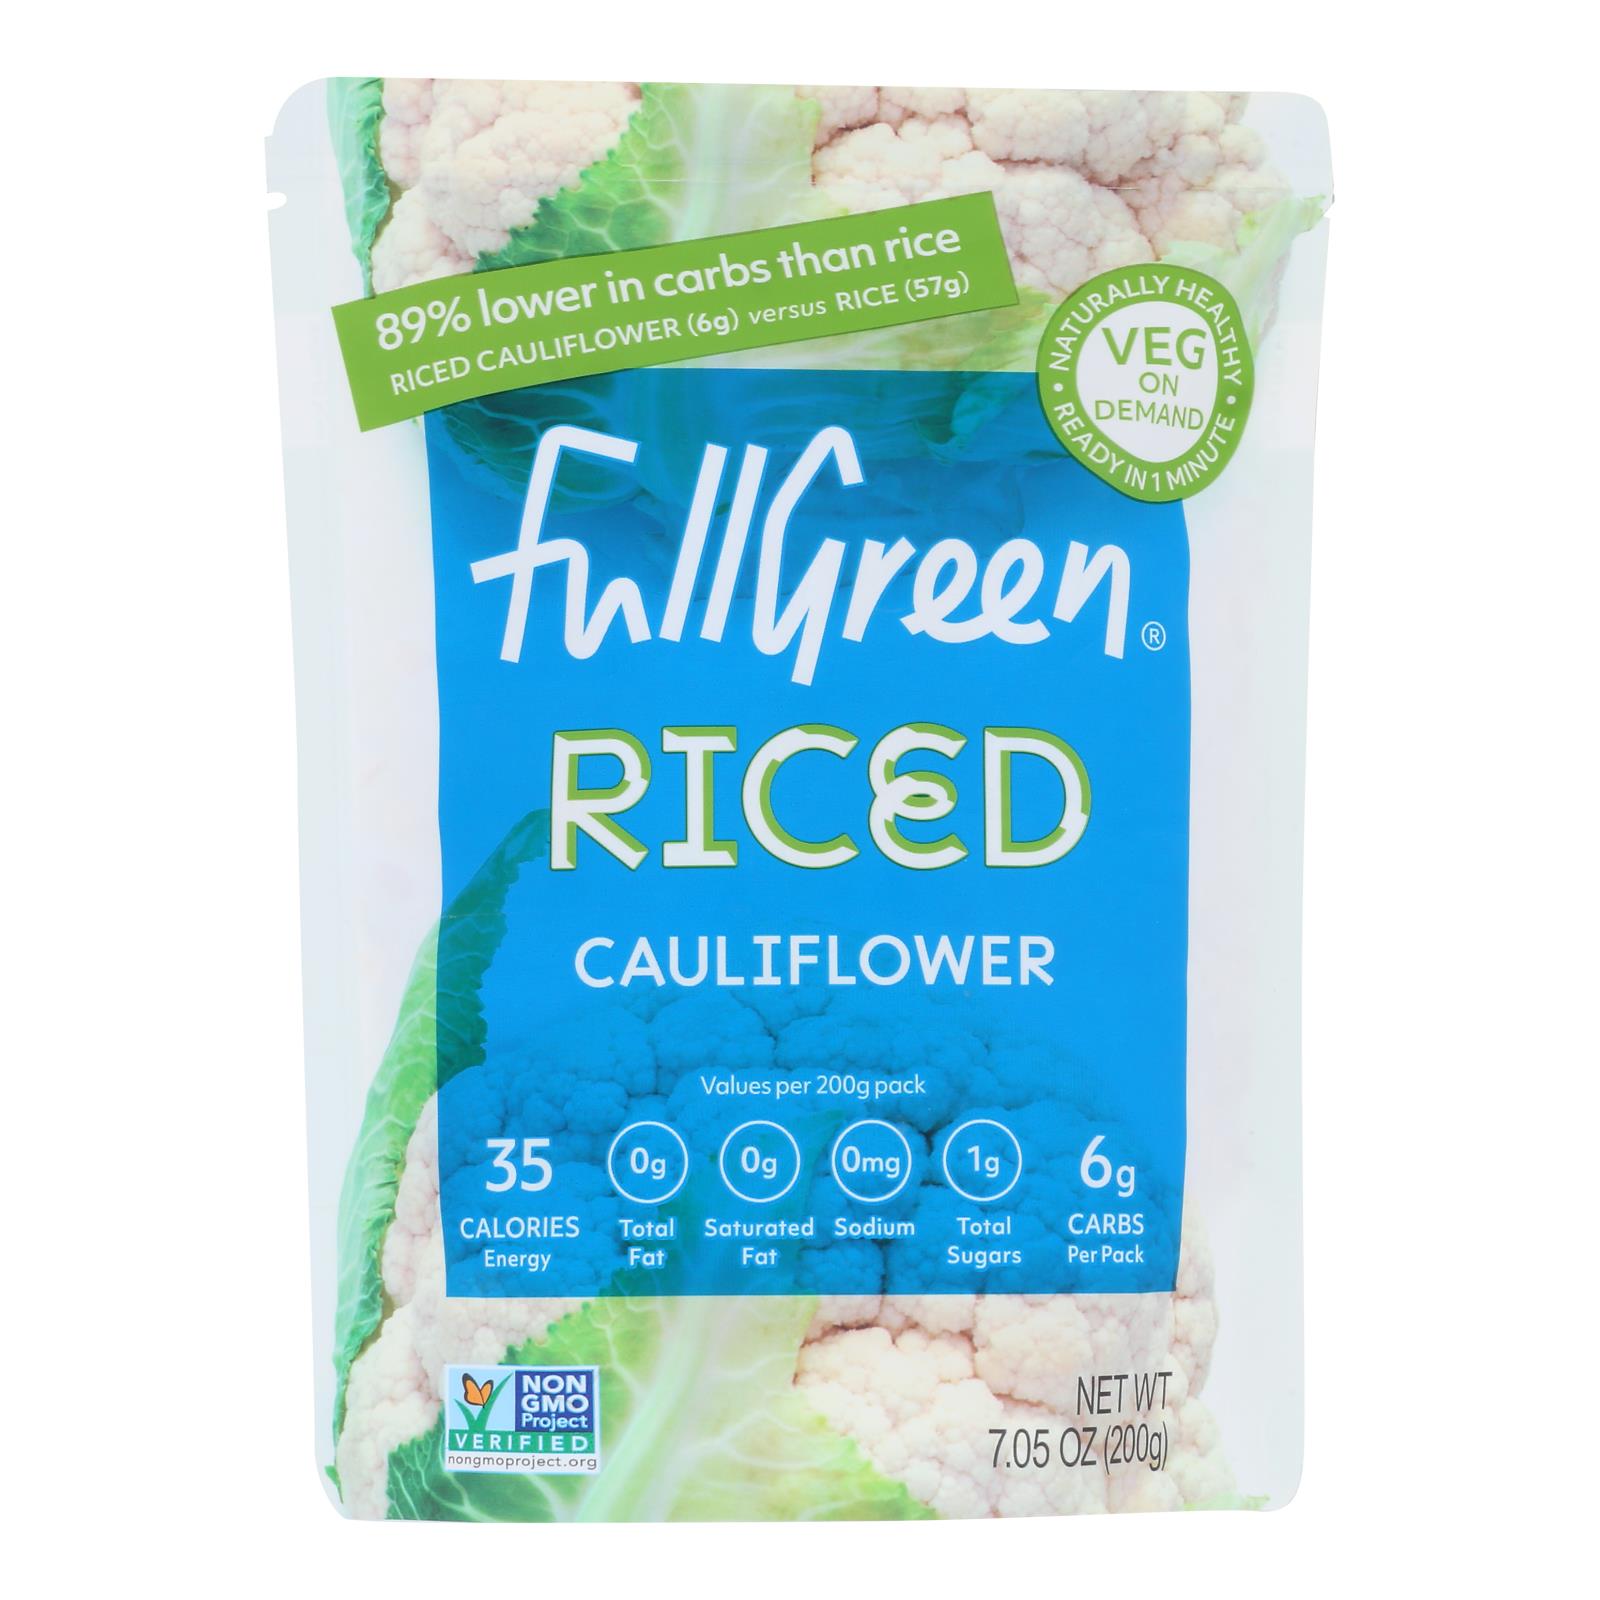 89% lower in carbs than rice
RICED CAULIFLOWER (6g) versus RICE (57g)
NATURALLY HEALTHY
VEG
ON
DEMAND
READY IN 1 MINUTE
fullGreen®
RICED
CAULIFLOWER
Values per 200g pack
35 0g 0g 0mg 1g 6g
CALORIES Total Saturated Sodium Total CARBS
Energy Fat Fat Sugars Per Pack
NON
GMO
Project
VERIFIED
nongmoproject.org
NET WT
7.05 OZ (200g)